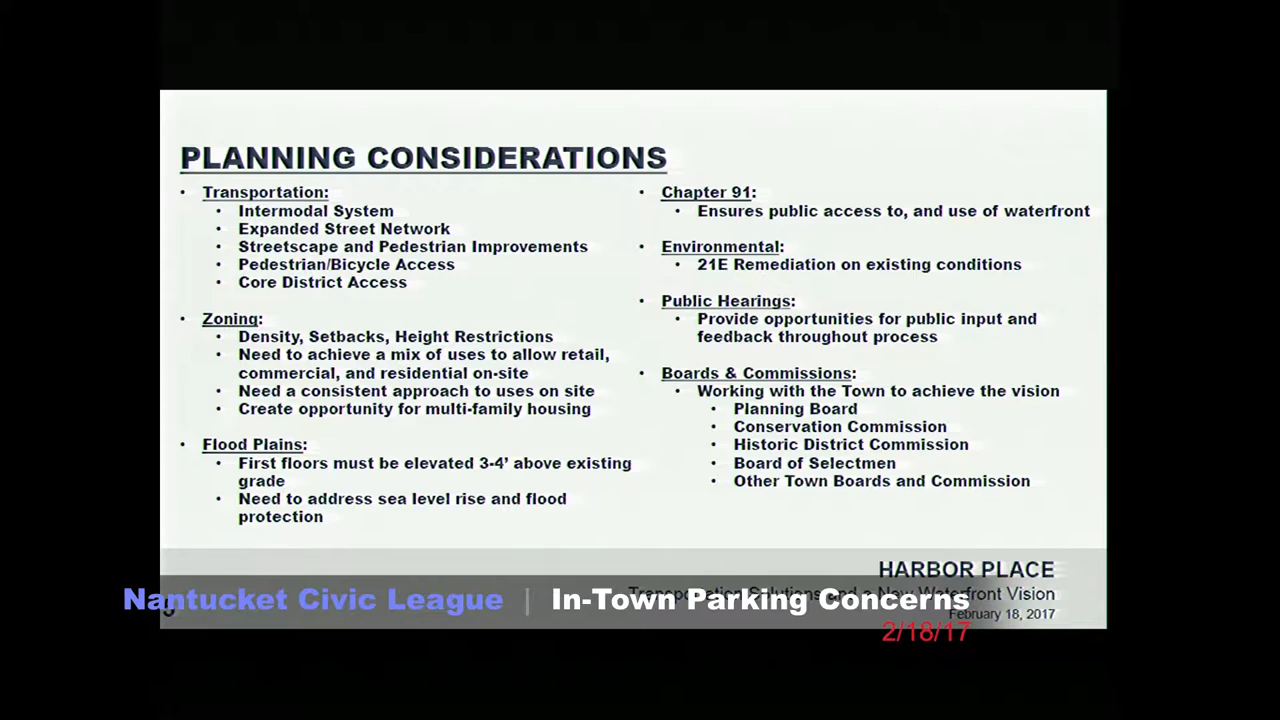 PLANNING CONSIDERATIONS
• Transportation:
• Intermodal System
• Expanded Street Network
• Streetscape and Pedestrian Improvements
• Pedestrian/Bicycle Access
• Core District Access
• Zoning:
• Density, Setbacks, Height Restrictions
• Need to achieve a mix of uses to allow retail,
commercial, and residential on-site
• Need a consistent approach to uses on site
• Create opportunity for multi-family housing
• Flood Plains:
• First floors must be elevated 3-4’ above existing
grade
• Need to address sea level rise and flood
protection
• Chapter 91:
• Ensures public access to, and use of waterfront
• Environmental:
• 21E Remediation on existing conditions
• Public Hearings:
• Provide opportunities for public input and
feedback throughout process
• Boards & Commissions:
• Working with the Town to achieve the vision
• Planning Board
• Conservation Commission
• Historic District Commission
• Board of Selectmen
• Other Town Boards and Commission
HARBOR PLACE
Transportation Solutions and a New Waterfront Vision
February 18, 2017
Nantucket Civic League | In-Town Parking Concerns
2/18/17